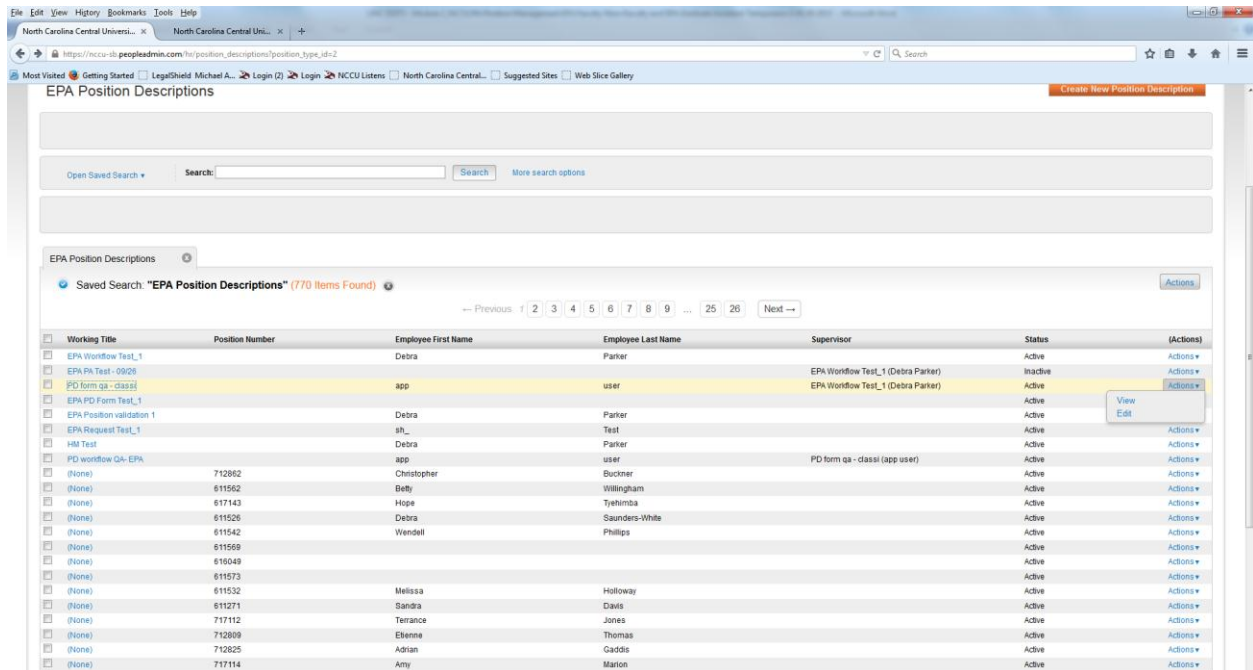 File Edit View History Bookmarks Tools Help
North Carolina Central Universi... × North Carolina Central Uni... × +
https://nccu-sb.peopleadmin.com/hr/position_descriptions?position_type_id=2 Search
Most Visited Getting Started LegalShield Michael A... Login (2) Login NCCU Listens North Carolina Central... Suggested Sites Web Slice Gallery
EPA Position Descriptions Create New Position Description
Open Saved Search Search: Search More search options
EPA Position Descriptions
Saved Search: "EPA Position Descriptions" (770 Items Found) Actions
← Previous 1 2 3 4 5 6 7 8 9 … 25 26 Next →
Working Title Position Number Employee First Name Employee Last Name Supervisor Status (Actions)
EPA Workflow Test_1 Debra Parker Active Actions
EPA PA Test - 09/26 EPA Workflow Test_1 (Debra Parker) Inactive Actions
PD form qa - classi app user EPA Workflow Test_1 (Debra Parker) Active Actions
EPA PD Form Test_1 Active View
EPA Position validation 1 Debra Parker Active Edit
EPA Request Test_1 sh_ Test Active Actions
HM Test Debra Parker Active Actions
PD workflow QA- EPA app user PD form qa - classi (app user) Active Actions
(None) 712862 Christopher Buckner Active Actions
(None) 611562 Betty Willingham Active Actions
(None) 617143 Hope Tyehimba Active Actions
(None) 611526 Debra Saunders-White Active Actions
(None) 611542 Wendell Phillips Active Actions
(None) 611569 Active Actions
(None) 616049 Active Actions
(None) 611573 Active Actions
(None) 611532 Melissa Holloway Active Actions
(None) 611271 Sandra Davis Active Actions
(None) 717112 Terrance Jones Active Actions
(None) 712809 Etienne Thomas Active Actions
(None) 712825 Adrian Gaddis Active Actions
(None) 717114 Amy Marion Active Actions